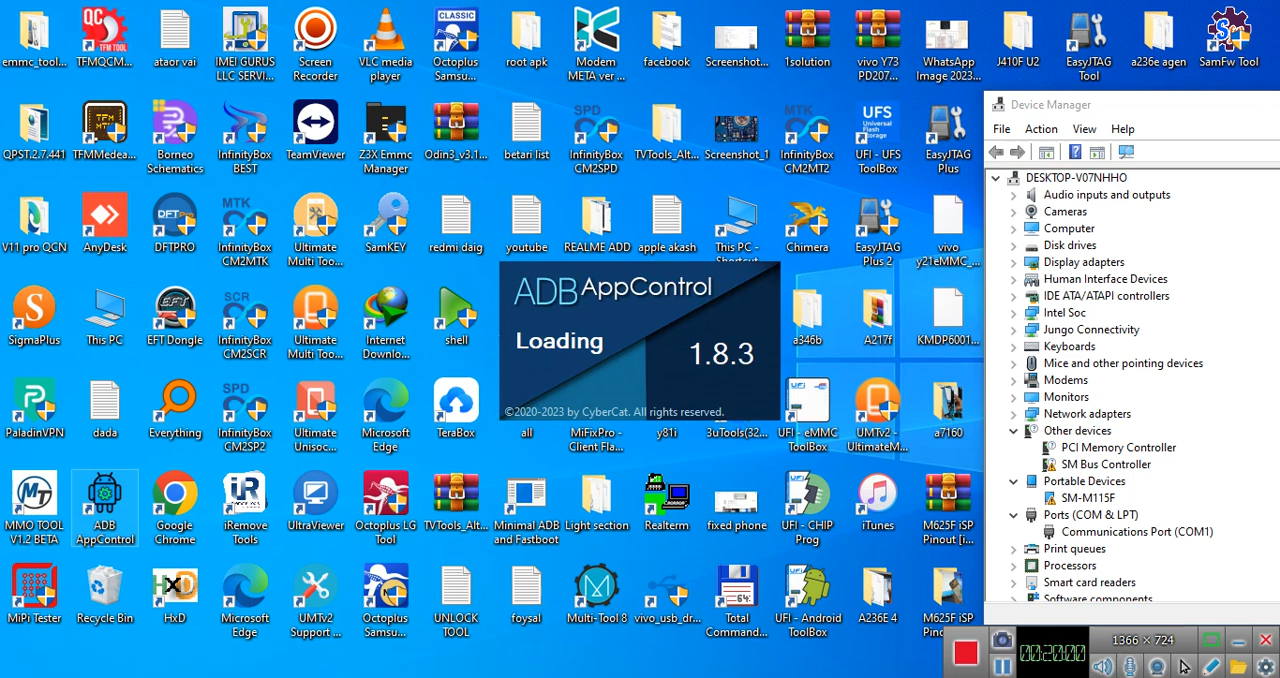 emmc_tool...
TFMQCM...
ataor vai
IMEI GURUS
LLC SERVI...
Screen
Recorder
VLC media
player
Octoplus
Samsu...
root apk
Modem
META ver ...
facebook
Screenshot...
1solution
vivo Y73
PD207...
WhatsApp
Image 2023...
J410F U2
EasyJTAG
Tool
a236e agen
SamFw Tool
QPST.2.7.441
TFMMedea...
Borneo
Schematics
InfinityBox
BEST
TeamViewer
Z3X Emmc
Manager
Odin3_v3.1...
betari list
InfinityBox
CM2SPD
TVTools_Alt...
Screenshot_1
InfinityBox
CM2MT2
UFI - UFS
ToolBox
EasyJTAG
Plus
V11 pro QCN
AnyDesk
DFTPRO
InfinityBox
CM2MTK
Ultimate
Multi Too...
SamKEY
redmi daig
youtube
REALME ADD
apple akash
This PC -
Shortcut
Chimera
EasyJTAG
Plus 2
vivo
y21eMMC_...
SigmaPlus
This PC
EFT Dongle
InfinityBox
CM2SCR
Ultimate
Multi Too...
Internet
Downlo...
shell
a346b
A217f
KMDP6001...
PaladinVPN
dada
Everything
InfinityBox
CM2SP2
Ultimate
Unisoc...
Microsoft
Edge
TeraBox
all
MiFixPro -
Client Fla...
y81i
3uTools(32...
UFI - eMMC
ToolBox
UMTv2 -
UltimateM...
a7160
MMO TOOL
V1.2 BETA
ADB
AppControl
Google
Chrome
iRemove
Tools
UltraViewer
Octoplus LG
Tool
TVTools_Alt...
Minimal ADB
and Fastboot
Light section
Realterm
fixed phone
UFI - CHIP
Prog
iTunes
M625F iSP
Pinout [i...
MiPi Tester
Recycle Bin
HxD
Microsoft
Edge
UMTv2
Support ...
Octoplus
Samsu...
UNLOCK
TOOL
foysal
Multi-Tool 8
vivo_usb_dr...
Total
Comman...
UFI - Android
ToolBox
A236E 4
M625F iSP
ADB AppControl
Loading
1.8.3
©2020-2023 by CyberCat. All rights reserved.
Device Manager
File Action View Help
DESKTOP-V07NHHO
Audio inputs and outputs
Cameras
Computer
Disk drives
Display adapters
Human Interface Devices
IDE ATA/ATAPI controllers
Intel Soc
Jungo Connectivity
Keyboards
Mice and other pointing devices
Modems
Monitors
Network adapters
Other devices
PCI Memory Controller
SM Bus Controller
Portable Devices
SM-M115F
Ports (COM & LPT)
Communications Port (COM1)
Print queues
Processors
Smart card readers
Software components
1366 × 724
00:20:00